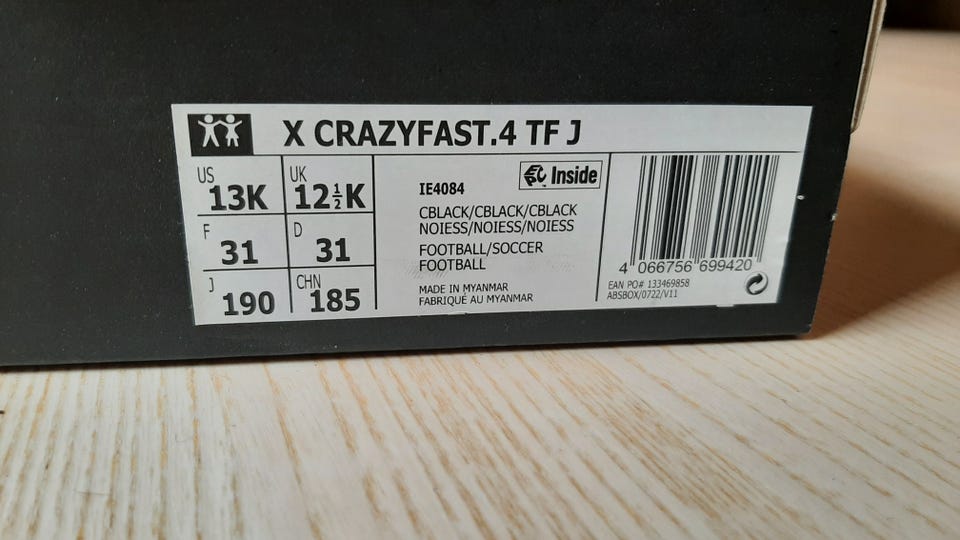 X CRAZYFAST.4 TF J
US 13K
UK 12½K
F 31
D 31
J 190
CHN 185
EPC Inside
TM
IE4084
CBLACK/CBLACK/CBLACK
NOIESS/NOIESS/NOIESS
FOOTBALL/SOCCER
FOOTBALL
MADE IN MYANMAR
FABRIQUÉ AU MYANMAR
4 066756 699420
EAN PO# 133469858
ABSBOX/0722/V11